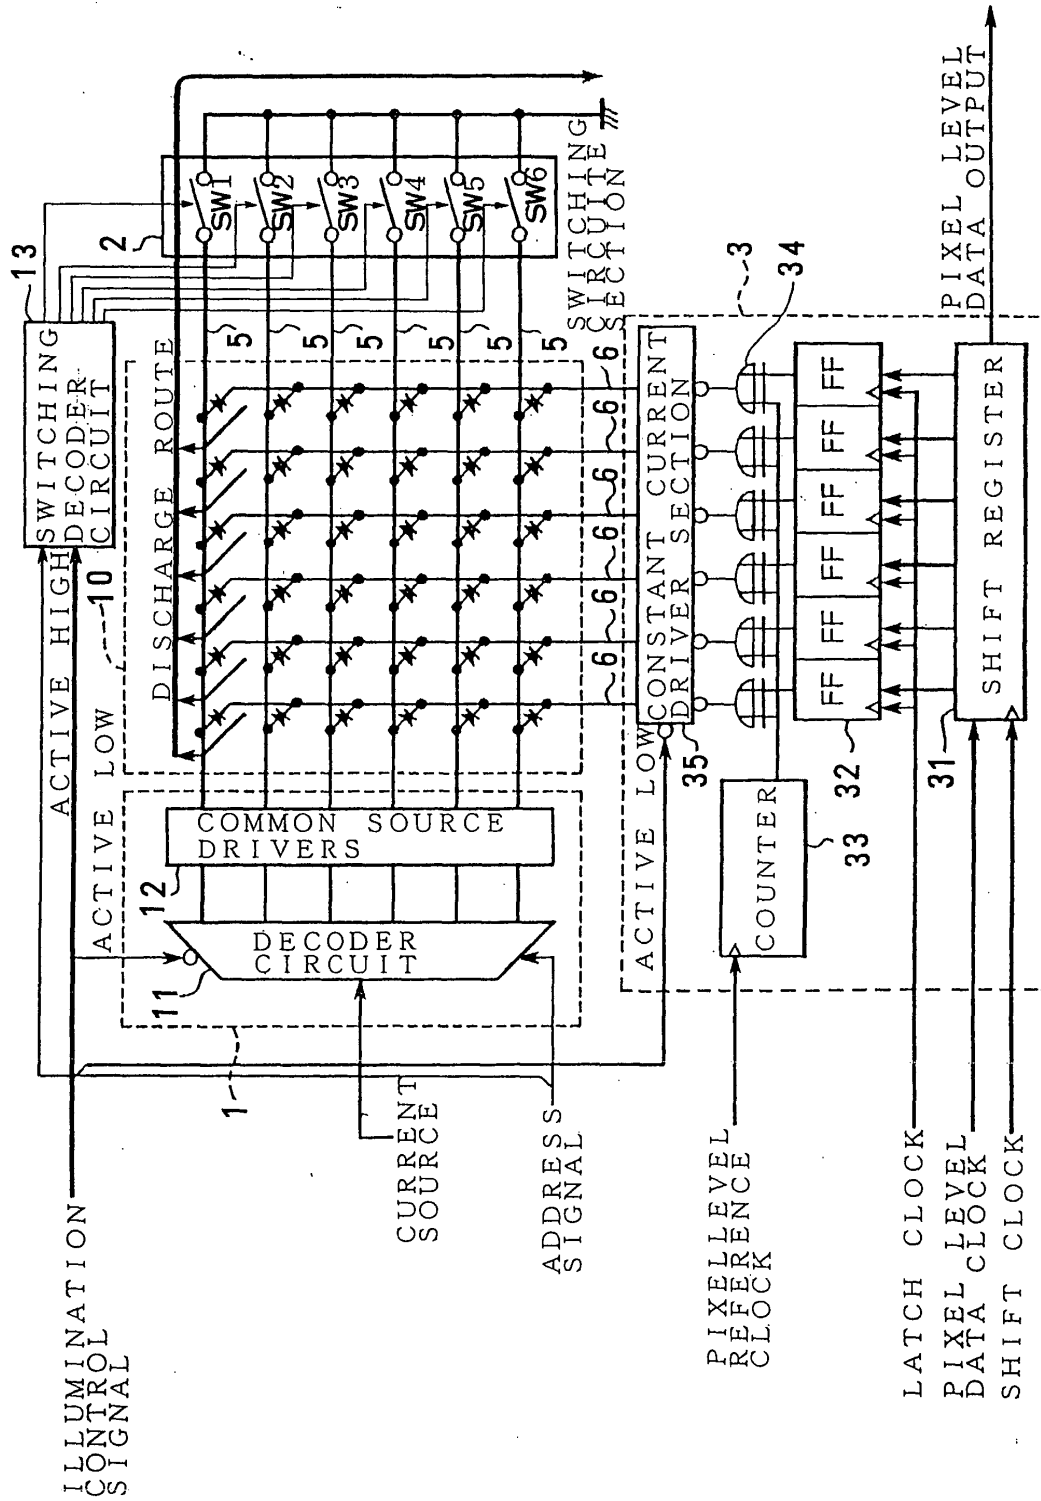 ILLUMINATION
CONTROL
SIGNAL
ACTIVE HIGH
SWITCHING
DECODER
CIRCUIT
13
10
ACTIVE LOW
DISCHARGE ROUTE
2
SW1
SW2
SW3
SW4
SW5
SW6
5
5
5
5
5
5
SWITCHING
CIRCUITE
SECTION
COMMON SOURCE
DRIVERS
12
DECODER
CIRCUIT
11
1
CURRENT
SOURCE
ADDRESS
SIGNAL
6
6
6
6
6
6
ACTIVE LOW
CONSTANT CURRENT
DRIVER SECTION
35
3
34
COUNTER
33
FF
FF
FF
FF
FF
FF
32
SHIFT REGISTER
31
PIXEL LEVEL
DATA OUTPUT
PIXEL LEVEL
REFERENCE
CLOCK
LATCH CLOCK
PIXEL LEVEL
DATA CLOCK
SHIFT CLOCK